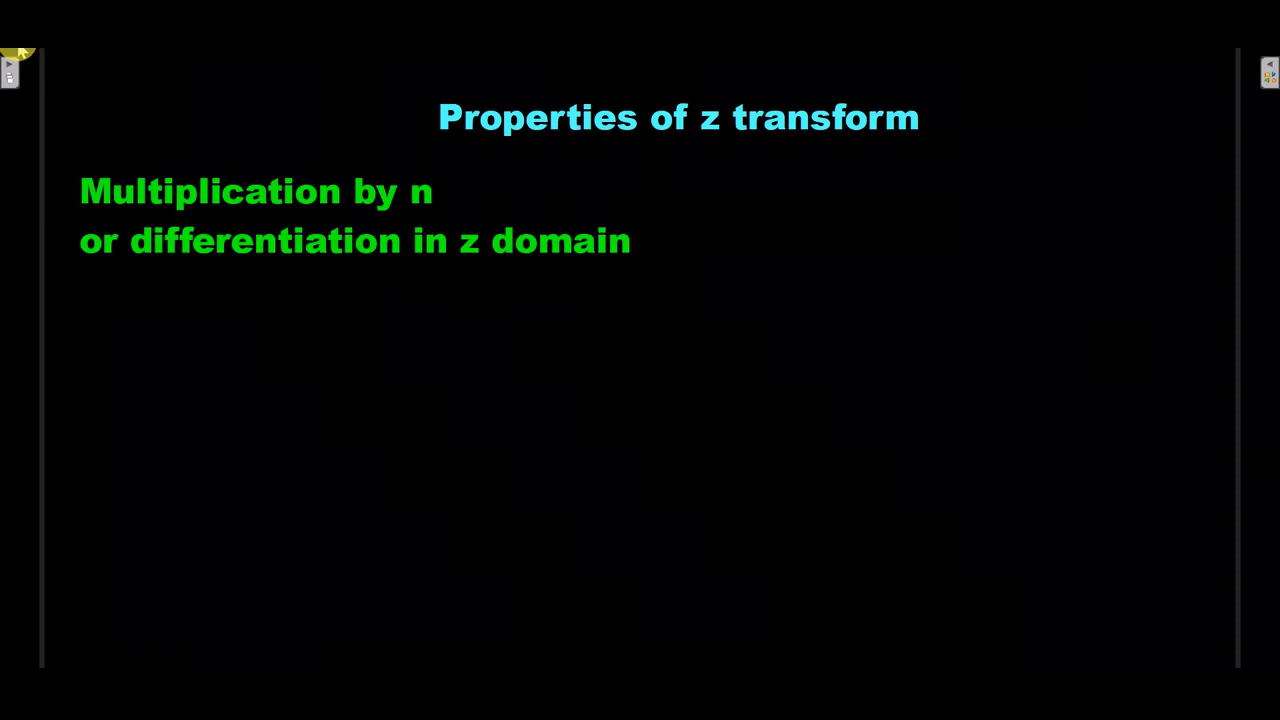 Properties of z transform
Multiplication by n
or differentiation in z domain